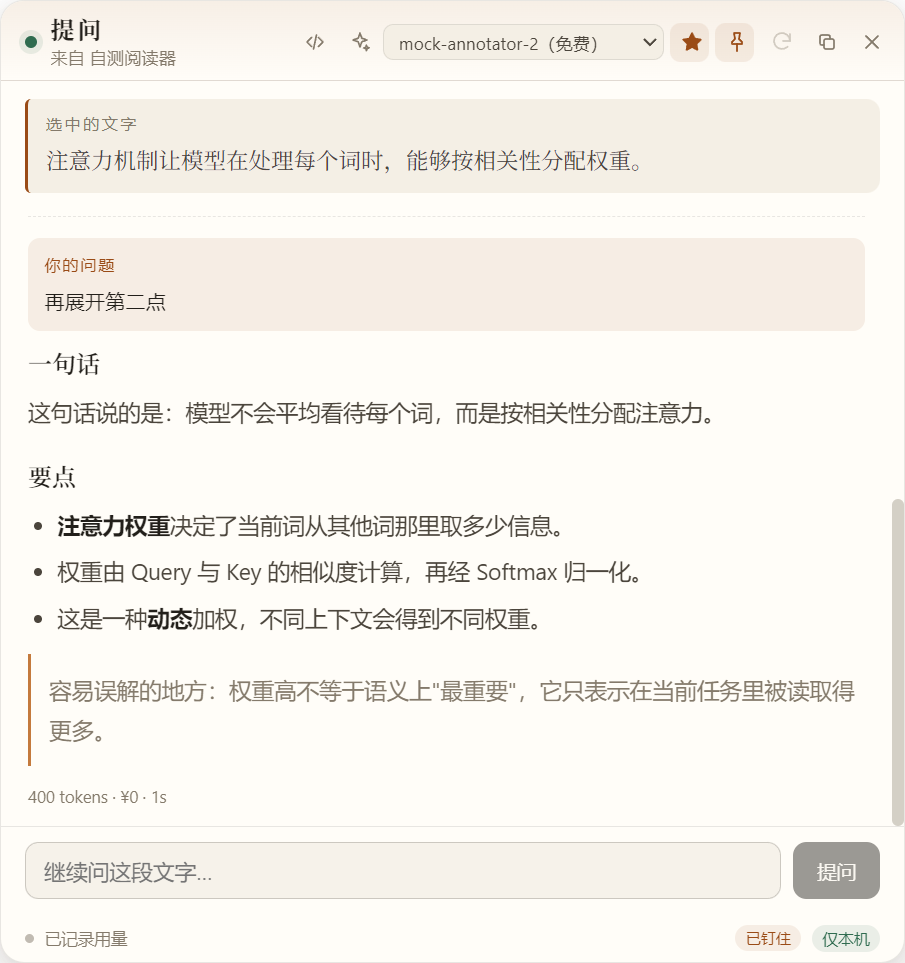 提问
来自 自测阅读器
mock-annotator-2（免费）
选中的文字
注意力机制让模型在处理每个词时，能够按相关性分配权重。
你的问题
再展开第二点
一句话
这句话说的是：模型不会平均看待每个词，而是按相关性分配注意力。
要点
注意力权重决定了当前词从其他词那里取多少信息。
权重由 Query 与 Key 的相似度计算，再经 Softmax 归一化。
这是一种动态加权，不同上下文会得到不同权重。
容易误解的地方：权重高不等于语义上"最重要"，它只表示在当前任务里被读取得
更多。
400 tokens · ¥0 · 1s
继续问这段文字...
提问
已记录用量
已钉住
仅本机